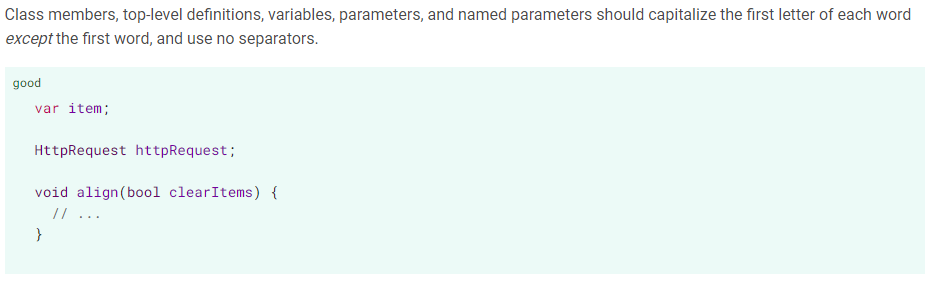 Class members, top-level definitions, variables, parameters, and named parameters should capitalize the first letter of each word
except the first word, and use no separators.
good
var item;
HttpRequest httpRequest;
void align(bool clearItems) {
// ...
}